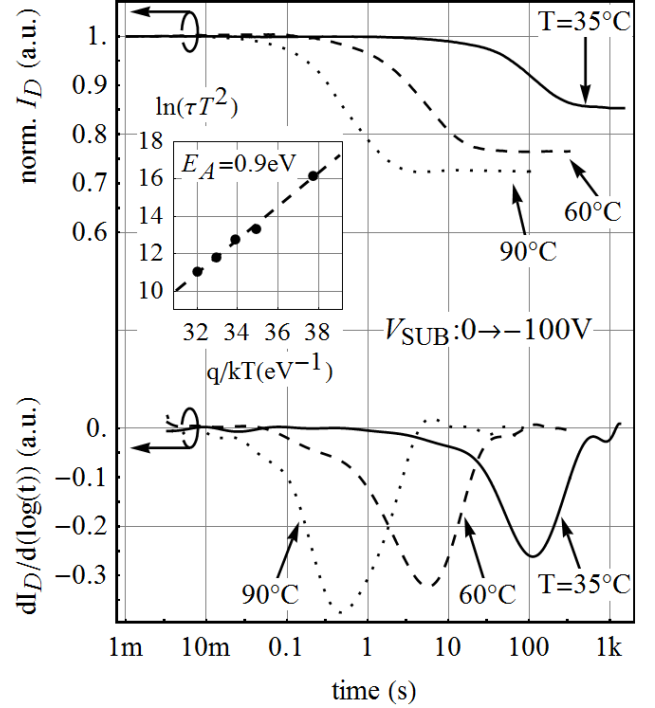 T=35°C
norm. I_D (a.u.)
1.
0.9
0.8
0.7
0.6
ln(τT²)
E_A=0.9eV
18
16
14
12
10
32 34 36 38
q/kT(eV⁻¹)
60°C
90°C
V_SUB:0→−100V
dI_D/d(log(t)) (a.u.)
0.
−0.1
−0.2
−0.3
90°C
60°C
T=35°C
1m 10m 0.1 1 10 100 1k
time (s)